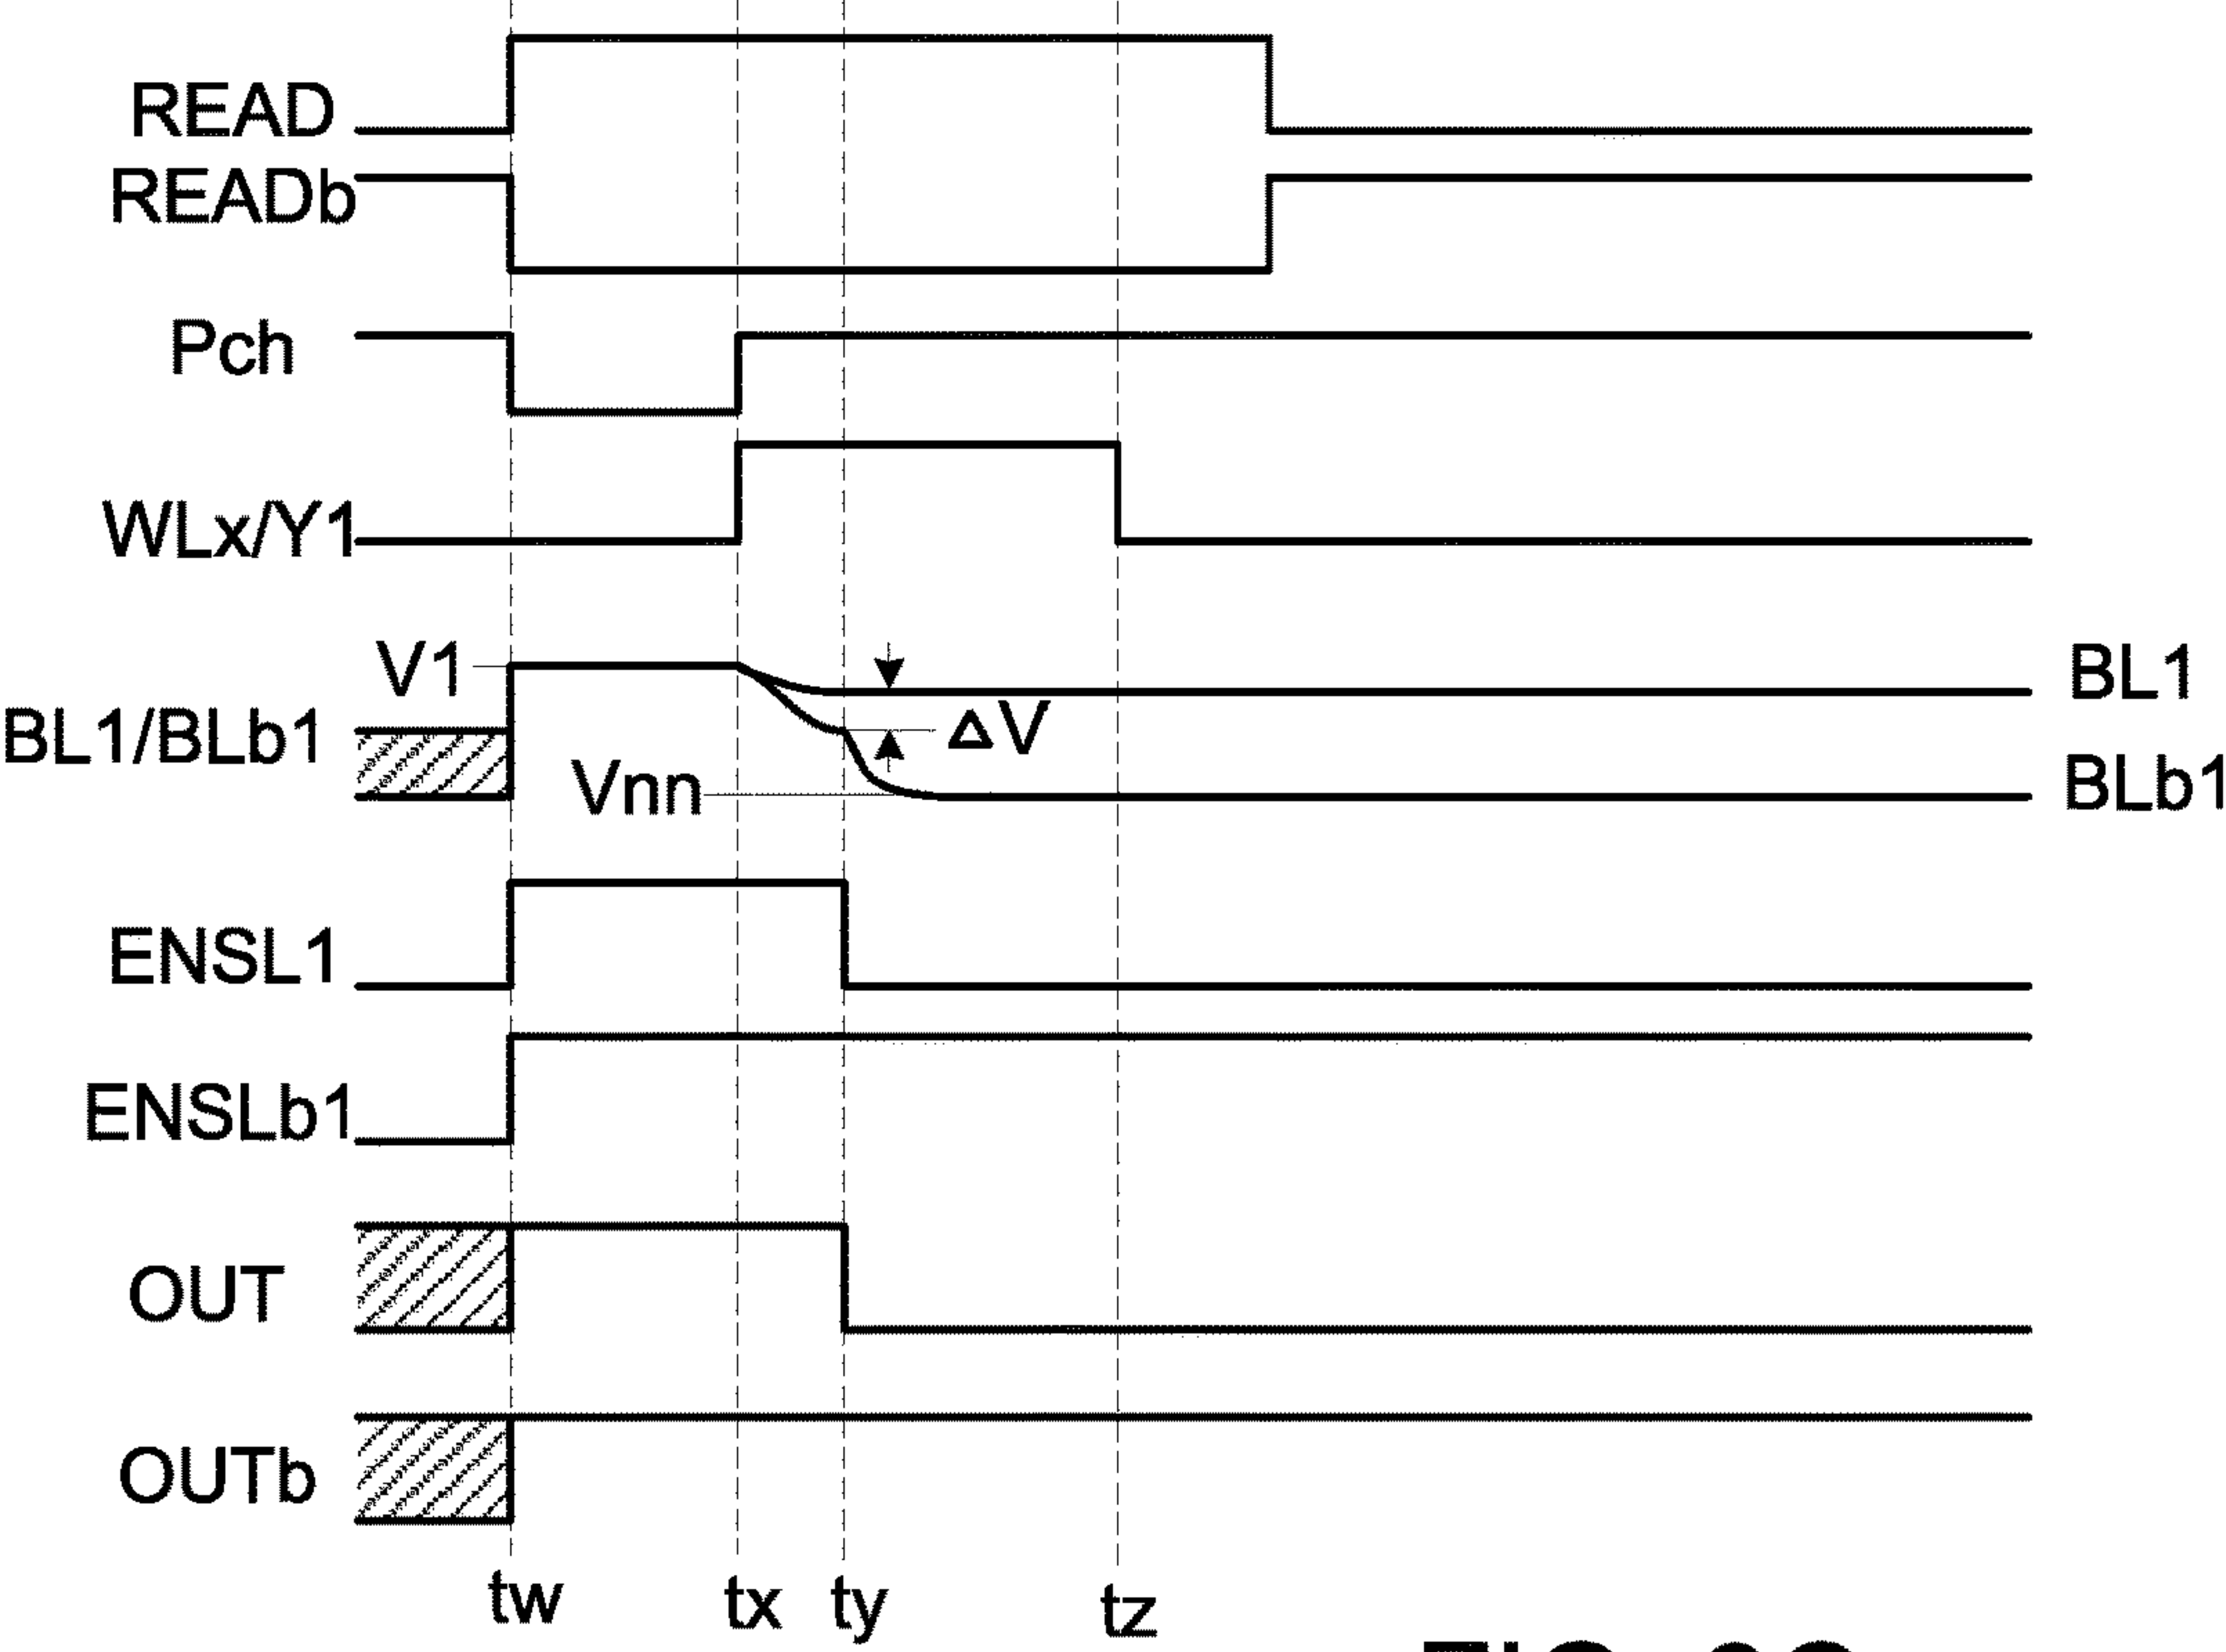 READ
READb
Pch
WLx/Y1
V1
BL1
BL1/BLb1
ΔV
Vnn
BLb1
ENSL1
ENSLb1
OUT
OUTb
tw tx ty tz